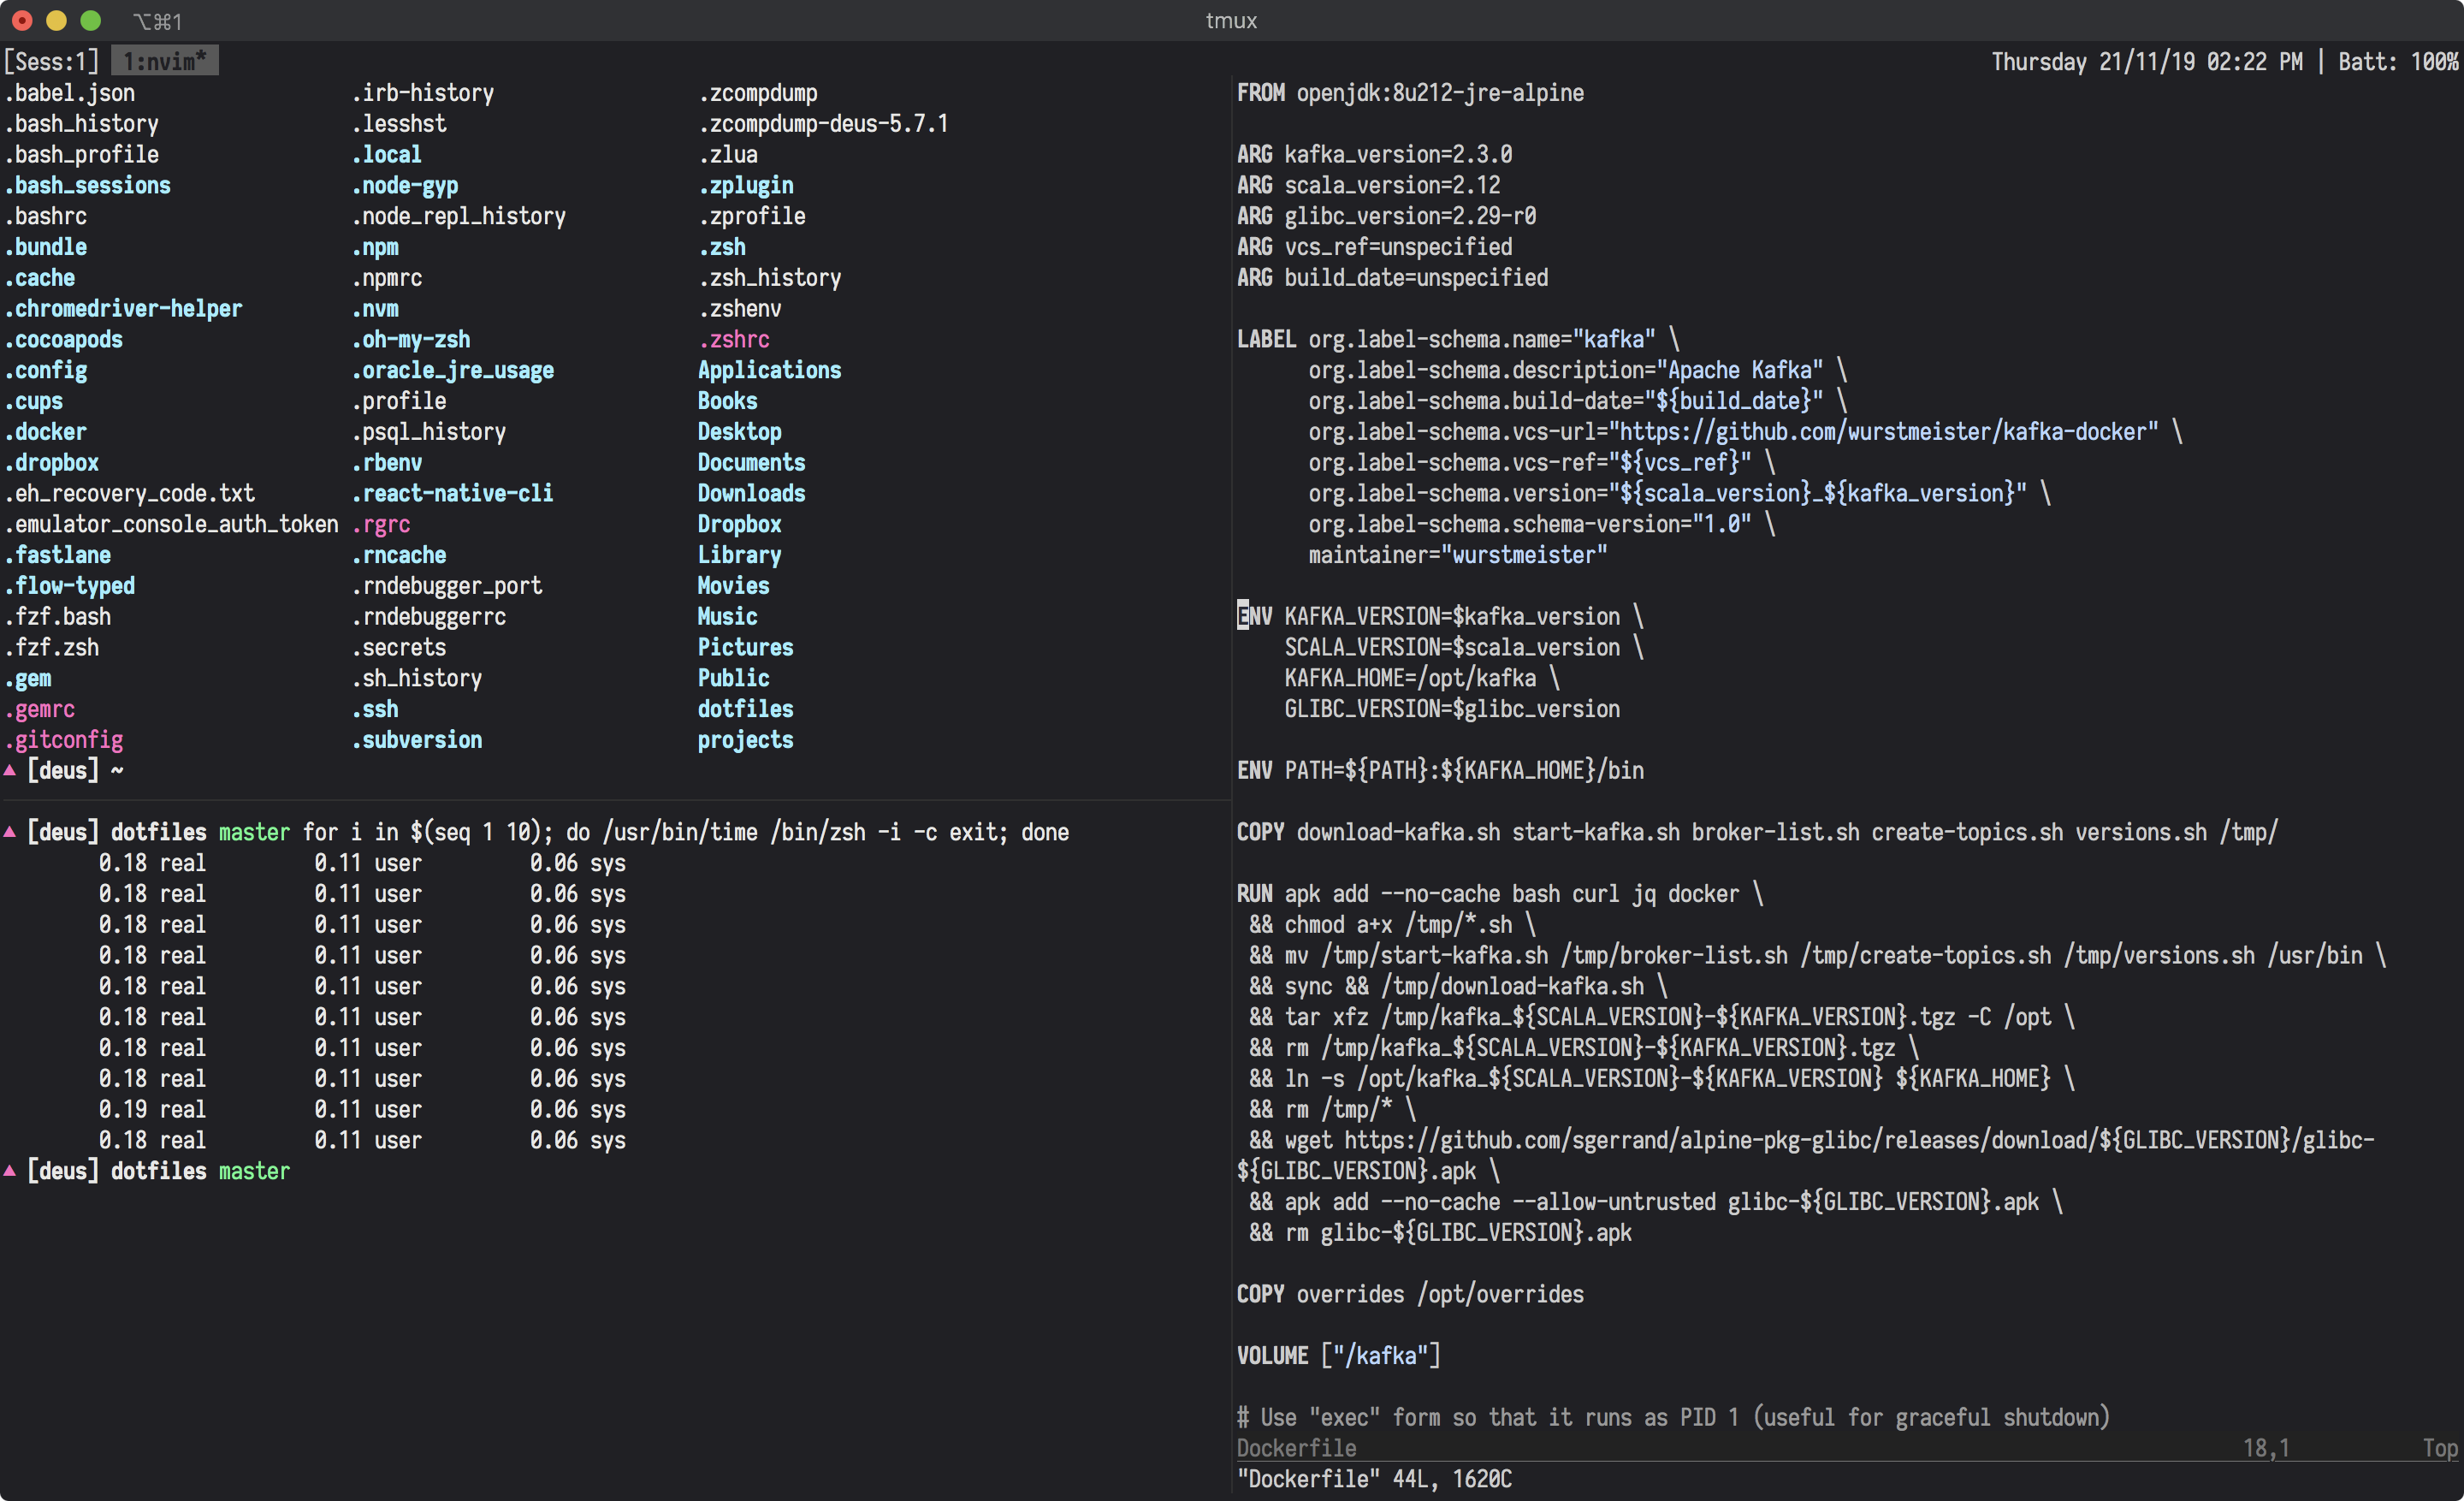 ⌥⌘1 tmux
[Sess:1] 1:nvim* Thursday 21/11/19 02:22 PM | Batt: 100%
.babel.json .irb-history .zcompdump
.bash_history .lesshst .zcompdump-deus-5.7.1
.bash_profile .local .zlua
.bash_sessions .node-gyp .zplugin
.bashrc .node_repl_history .zprofile
.bundle .npm .zsh
.cache .npmrc .zsh_history
.chromedriver-helper .nvm .zshenv
.cocoapods .oh-my-zsh .zshrc
.config .oracle_jre_usage Applications
.cups .profile Books
.docker .psql_history Desktop
.dropbox .rbenv Documents
.eh_recovery_code.txt .react-native-cli Downloads
.emulator_console_auth_token .rgrc Dropbox
.fastlane .rncache Library
.flow-typed .rndebugger_port Movies
.fzf.bash .rndebuggerrc Music
.fzf.zsh .secrets Pictures
.gem .sh_history Public
.gemrc .ssh dotfiles
.gitconfig .subversion projects
▲ [deus] ~
▲ [deus] dotfiles master for i in $(seq 1 10); do /usr/bin/time /bin/zsh -i -c exit; done
0.18 real 0.11 user 0.06 sys
0.18 real 0.11 user 0.06 sys
0.18 real 0.11 user 0.06 sys
0.18 real 0.11 user 0.06 sys
0.18 real 0.11 user 0.06 sys
0.18 real 0.11 user 0.06 sys
0.18 real 0.11 user 0.06 sys
0.18 real 0.11 user 0.06 sys
0.19 real 0.11 user 0.06 sys
0.18 real 0.11 user 0.06 sys
▲ [deus] dotfiles master
FROM openjdk:8u212-jre-alpine
ARG kafka_version=2.3.0
ARG scala_version=2.12
ARG glibc_version=2.29-r0
ARG vcs_ref=unspecified
ARG build_date=unspecified
LABEL org.label-schema.name="kafka" \
org.label-schema.description="Apache Kafka" \
org.label-schema.build-date="${build_date}" \
org.label-schema.vcs-url="https://github.com/wurstmeister/kafka-docker" \
org.label-schema.vcs-ref="${vcs_ref}" \
org.label-schema.version="${scala_version}_${kafka_version}" \
org.label-schema.schema-version="1.0" \
maintainer="wurstmeister"
ENV KAFKA_VERSION=$kafka_version \
SCALA_VERSION=$scala_version \
KAFKA_HOME=/opt/kafka \
GLIBC_VERSION=$glibc_version
ENV PATH=${PATH}:${KAFKA_HOME}/bin
COPY download-kafka.sh start-kafka.sh broker-list.sh create-topics.sh versions.sh /tmp/
RUN apk add --no-cache bash curl jq docker \
&& chmod a+x /tmp/*.sh \
&& mv /tmp/start-kafka.sh /tmp/broker-list.sh /tmp/create-topics.sh /tmp/versions.sh /usr/bin \
&& sync && /tmp/download-kafka.sh \
&& tar xfz /tmp/kafka_${SCALA_VERSION}-${KAFKA_VERSION}.tgz -C /opt \
&& rm /tmp/kafka_${SCALA_VERSION}-${KAFKA_VERSION}.tgz \
&& ln -s /opt/kafka_${SCALA_VERSION}-${KAFKA_VERSION} ${KAFKA_HOME} \
&& rm /tmp/* \
&& wget https://github.com/sgerrand/alpine-pkg-glibc/releases/download/${GLIBC_VERSION}/glibc-
${GLIBC_VERSION}.apk \
&& apk add --no-cache --allow-untrusted glibc-${GLIBC_VERSION}.apk \
&& rm glibc-${GLIBC_VERSION}.apk
COPY overrides /opt/overrides
VOLUME ["/kafka"]
# Use "exec" form so that it runs as PID 1 (useful for graceful shutdown)
Dockerfile 18,1 Top
"Dockerfile" 44L, 1620C